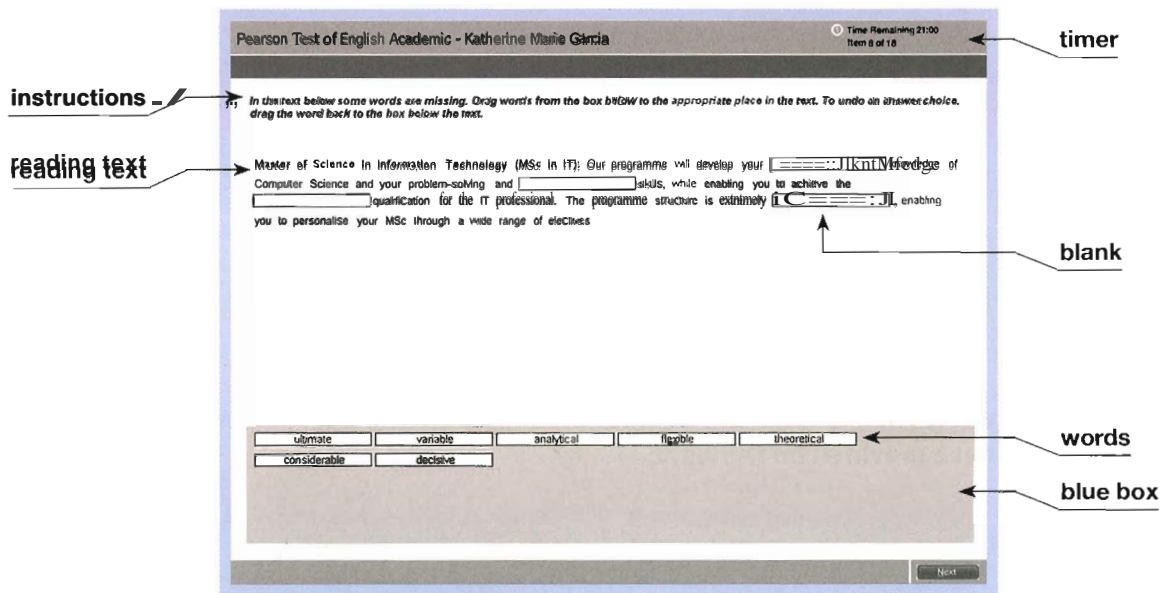 Pearson Test of English Academic - Katherine Marie Garcia
Time Remaining 21:00
Item 8 of 18
timer
instructions
In the text below some words are missing. Drag words from the box below to the appropriate place in the text. To undo an answer choice,
drag the word back to the box below the text.
reading text
Master of Science in Information Technology (MSc in IT): Our programme will develop your knowledge of
Computer Science and your problem-solving and skills, while enabling you to achieve the
qualification for the IT professional. The programme structure is extremely , enabling
you to personalise your MSc through a wide range of electives
blank
ultimate variable analytical flexible theoretical
words
considerable decisive
blue box
Next